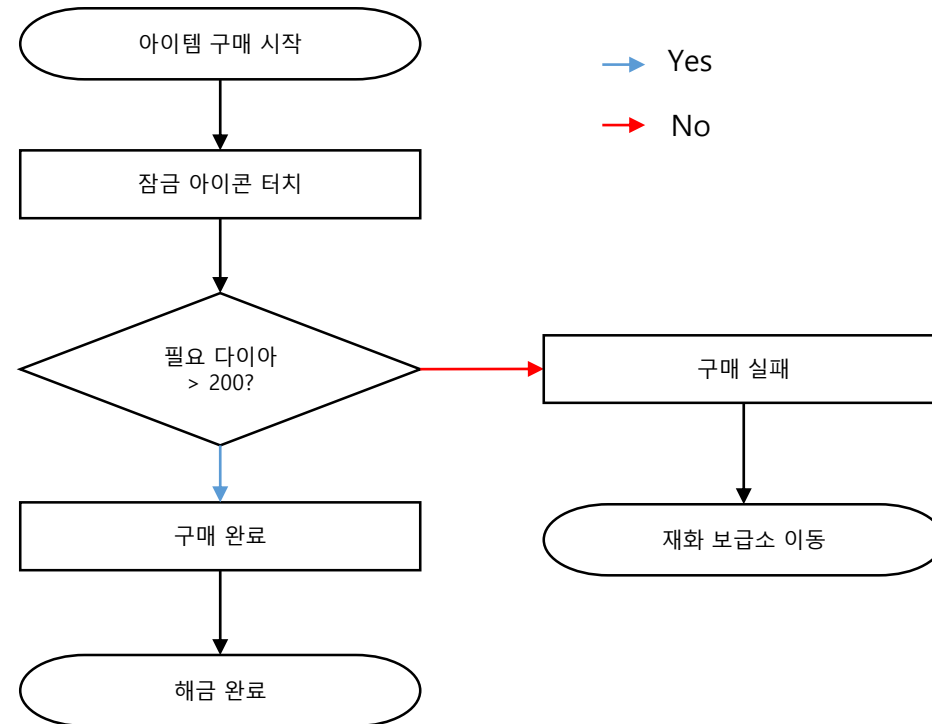 아이템 구매 시작
Yes
No
잠금 아이콘 터치
필요 다이아
> 200?
구매 실패
구매 완료
재화 보급소 이동
해금 완료